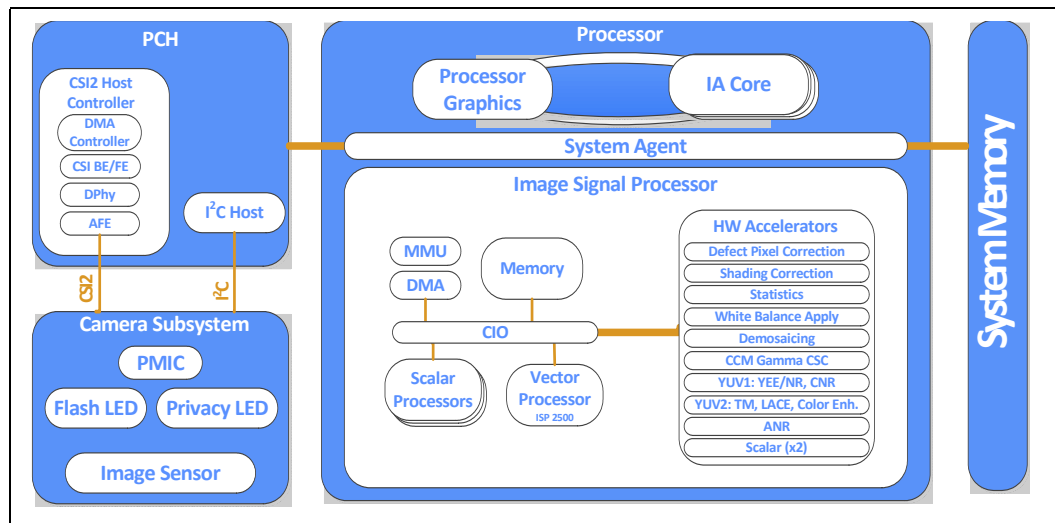 PCH
CSI2 Host
Controller
DMA
Controller
CSI BE/FE
DPhy
AFE
I²C Host
CSI2
I²C
Camera Subsystem
PMIC
Flash LED
Privacy LED
Image Sensor
Processor
Processor
Graphics
IA Core
System Agent
Image Signal Processor
MMU
DMA
Memory
CIO
Scalar
Processors
Vector
Processor
ISP 2500
HW Accelerators
Defect Pixel Correction
Shading Correction
Statistics
White Balance Apply
Demosaicing
CCM Gamma CSC
YUV1: YEE/NR, CNR
YUV2: TM, LACE, Color Enh.
ANR
Scalar (x2)
System Memory